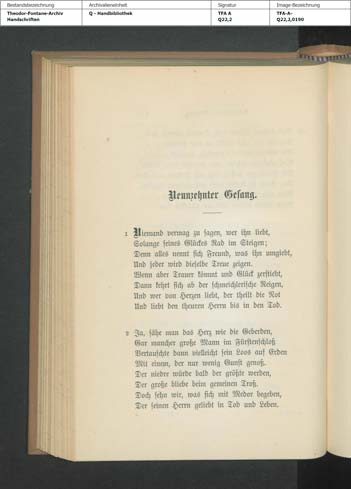 Bestandsbezeichnung Archivalieneinheit Signatur Image-Bezeichnung
Theodor-Fontane-Archiv Q - Handbibliothek TFA A TFA-A-
Handschriften Q22,2 Q22,2,0190
Neunzehnter Gesang.
1 Niemand vermag zu sagen, wer ihn liebt,
Solange seines Glückes Rad im Steigen;
Denn alles nennt sich Freund, was ihn umgiebt,
Und jeder wird dieselbe Treue zeigen.
Wenn aber Trauer kömmt und Glück zerstiebt,
Dann kehrt sich ab der schmeichlerische Reigen,
Und wer von Herzen liebt, der theilt die Not
Und liebt den theuren Herrn bis in den Tod.
2 Ja, sähe man das Herz wie die Geberden,
Gar mancher große Mann im Fürstenschloß
Vertauschte dann vielleicht sein Loos auf Erden
Mit einem, der nur wenig Gunst genoß.
Der niedre würde bald der größte werden,
Der große bliebe beim gemeinen Troß.
Doch sehn wir, was sich mit Medor begeben,
Der seinen Herrn geliebt in Tod und Leben.